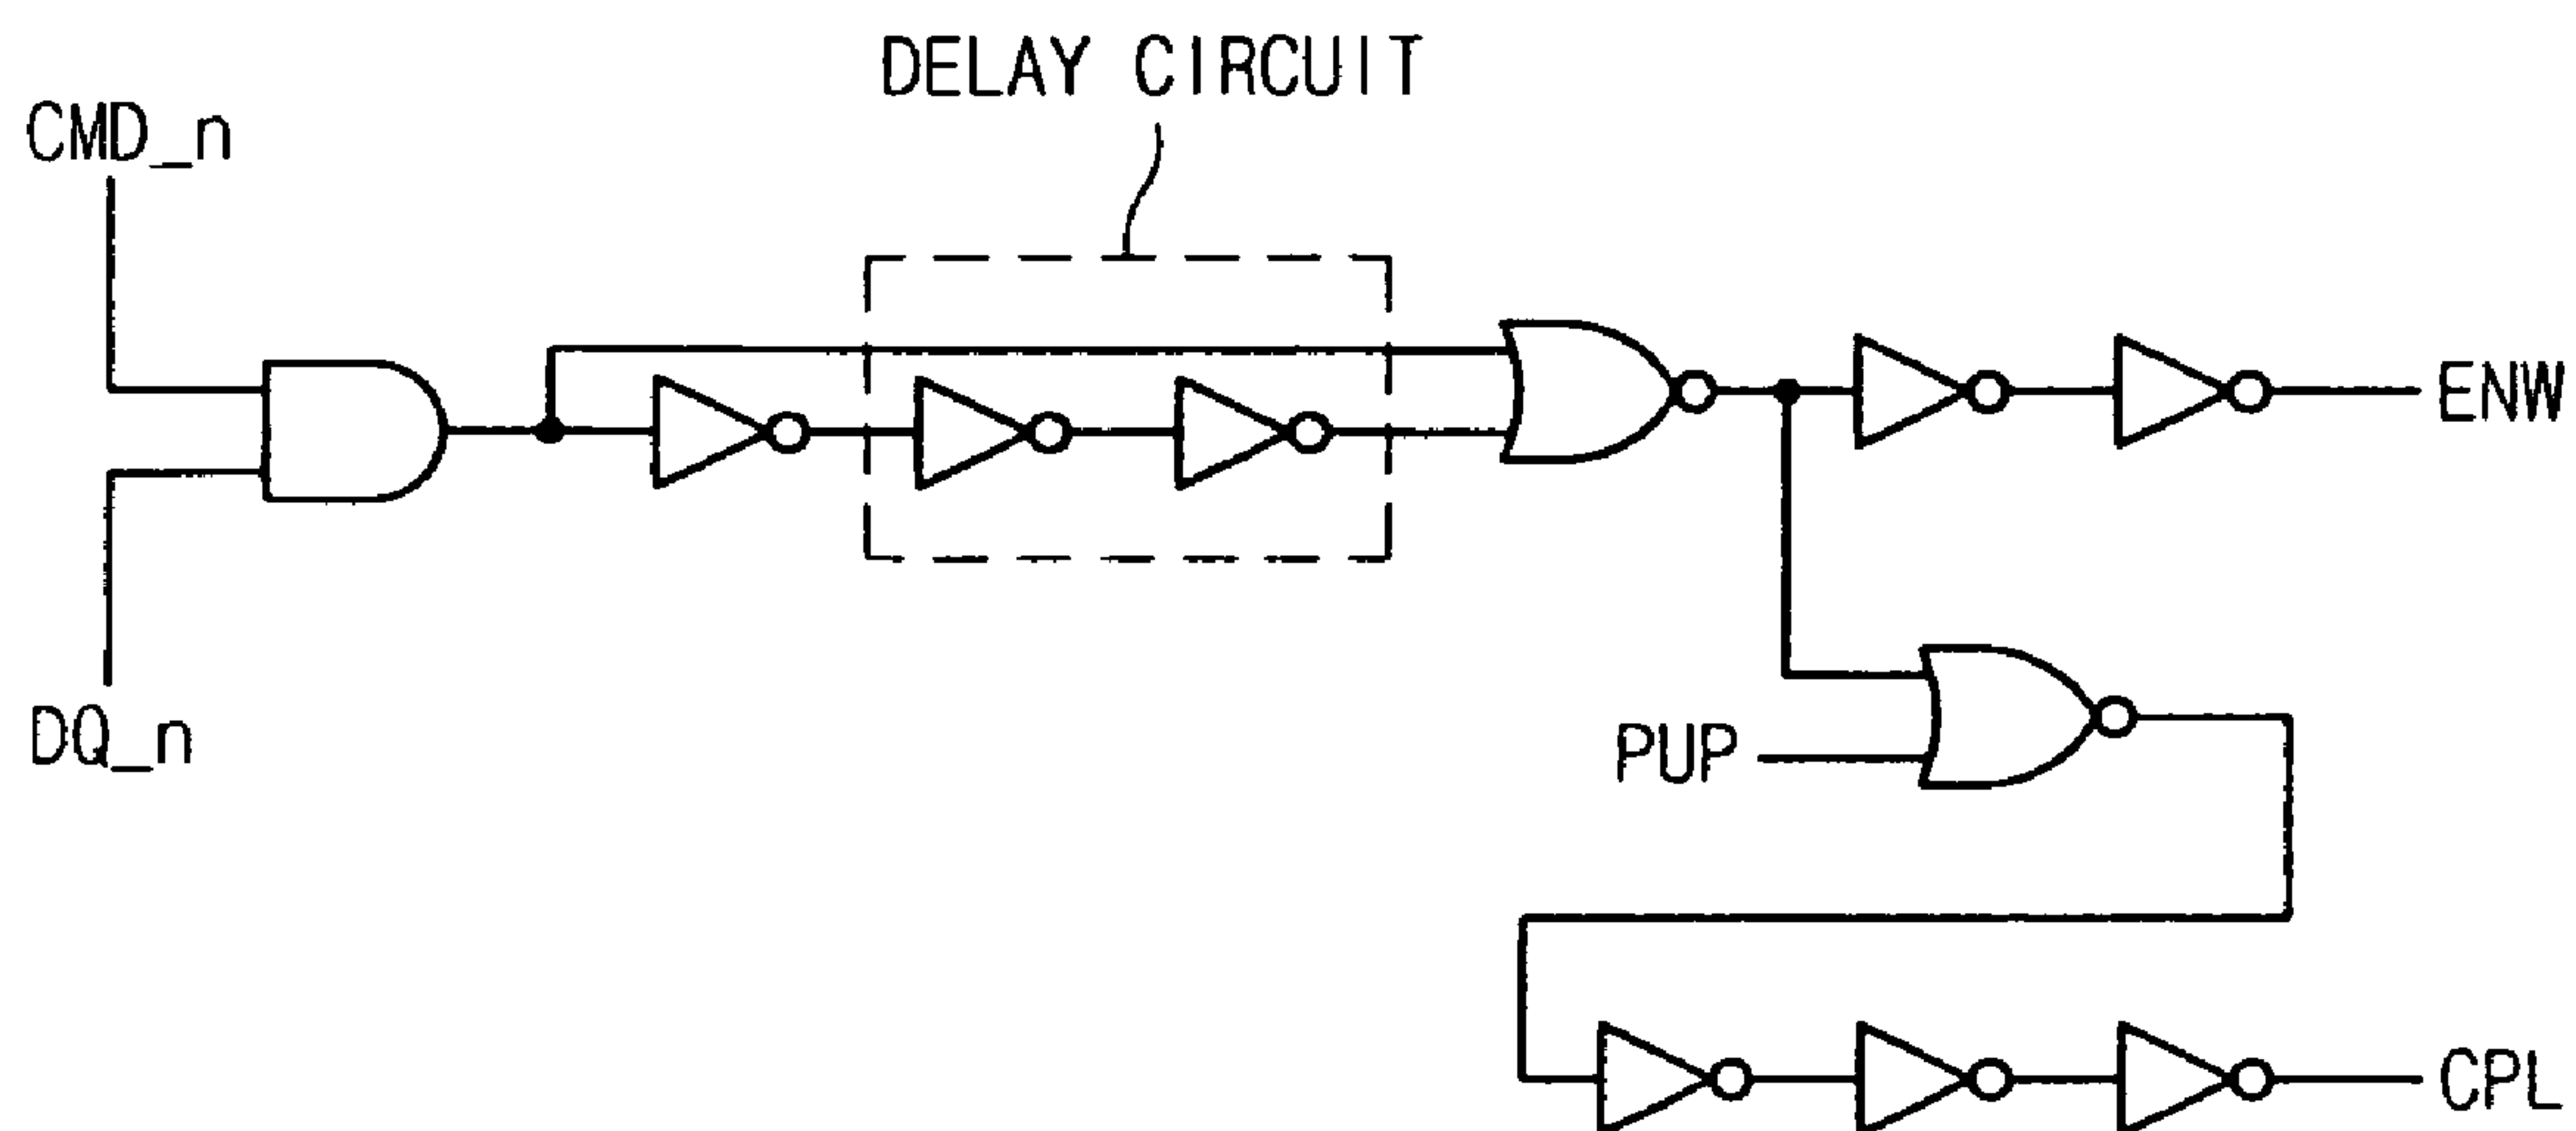 DELAY CIRCUIT
CMD_n
ENW
DQ_n
PUP
CPL